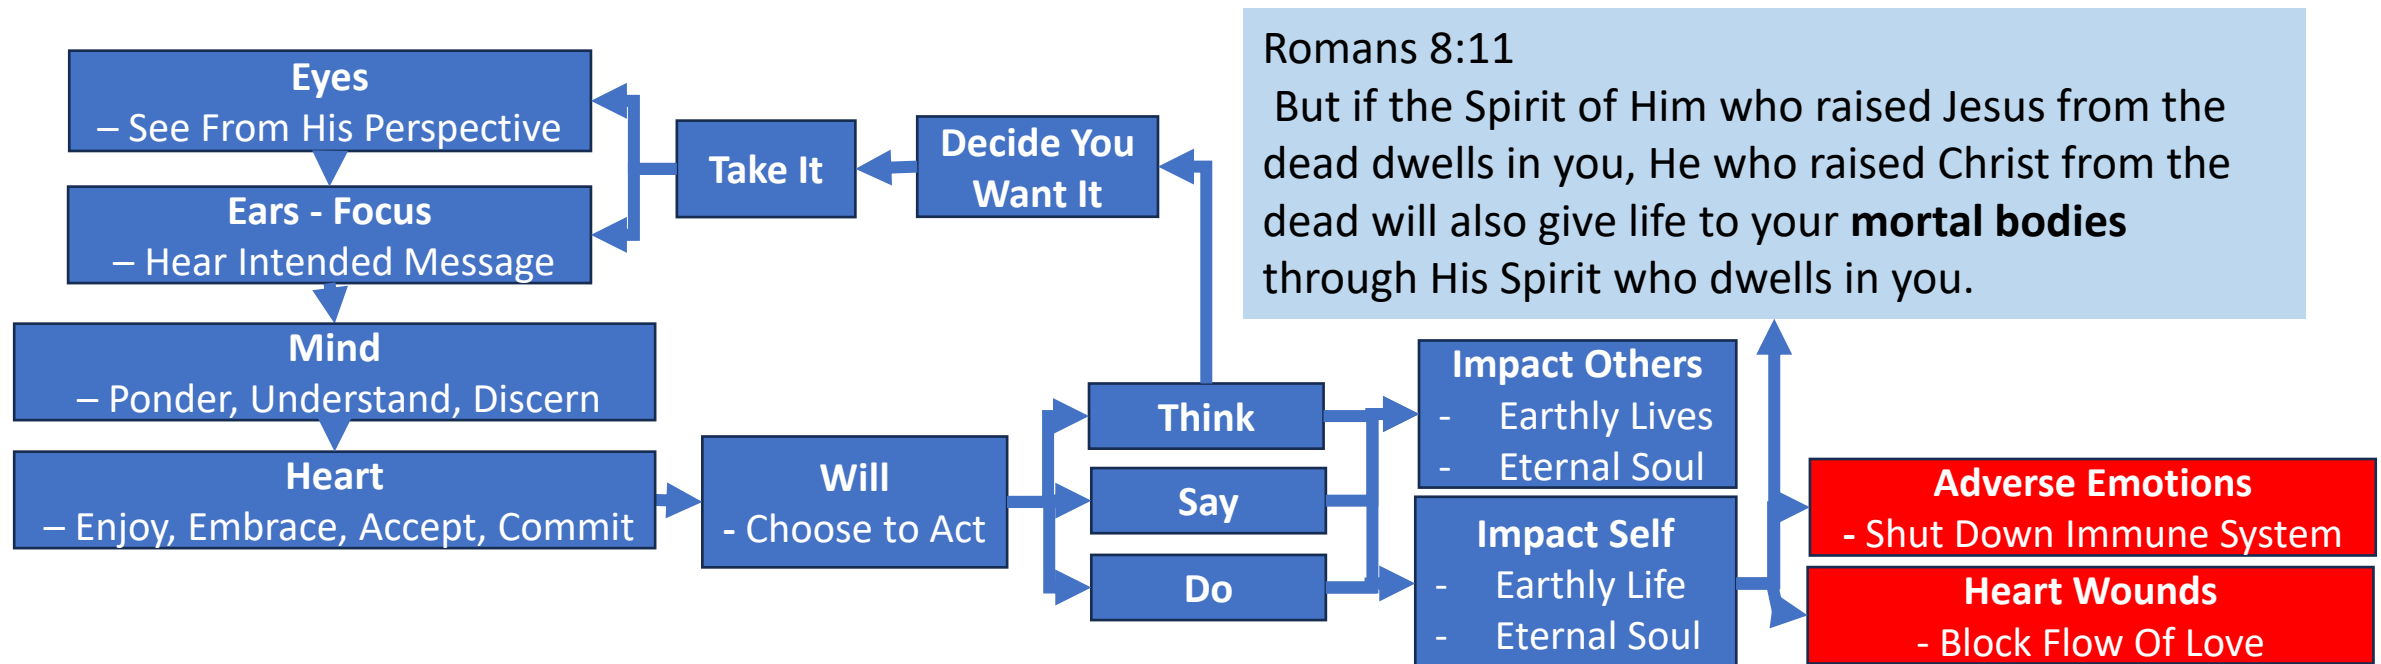 Eyes
– See From His Perspective
Ears - Focus
– Hear Intended Message
Mind
– Ponder, Understand, Discern
Heart
– Enjoy, Embrace, Accept, Commit
Take It
Decide You
Want It
Will
- Choose to Act
Think
Say
Do
Romans 8:11
But if the Spirit of Him who raised Jesus from the
dead dwells in you, He who raised Christ from the
dead will also give life to your mortal bodies
through His Spirit who dwells in you.
Impact Others
- Earthly Lives
- Eternal Soul
Impact Self
- Earthly Life
- Eternal Soul
Adverse Emotions
- Shut Down Immune System
Heart Wounds
- Block Flow Of Love